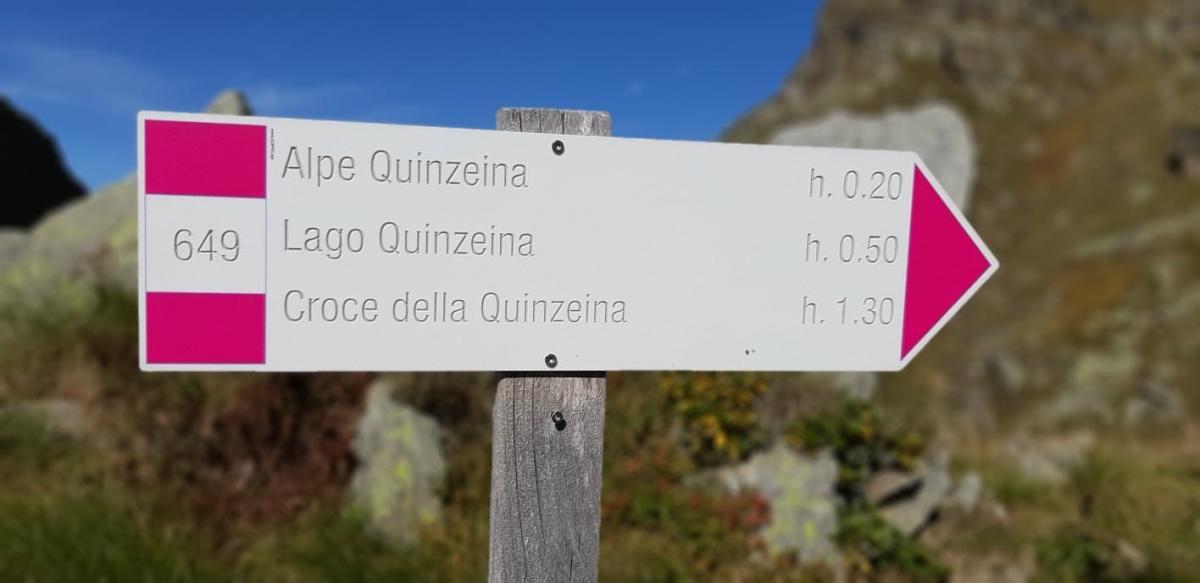 649
Alpe Quinzeina h. 0.20
Lago Quinzeina h. 0.50
Croce della Quinzeina h. 1.30